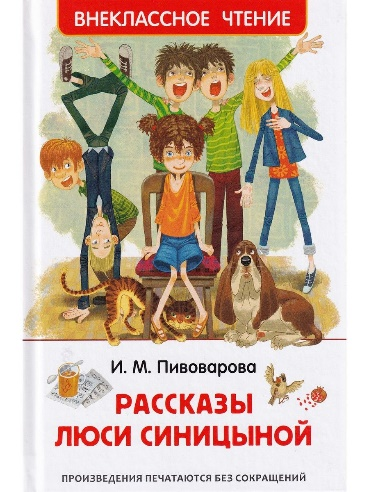 ВНЕКЛАССНОЕ ЧТЕНИЕ
И. М. Пивоварова
РАССКАЗЫ
ЛЮСИ СИНИЦЫНОЙ
ПРОИЗВЕДЕНИЯ ПЕЧАТАЮТСЯ БЕЗ СОКРАЩЕНИЙ